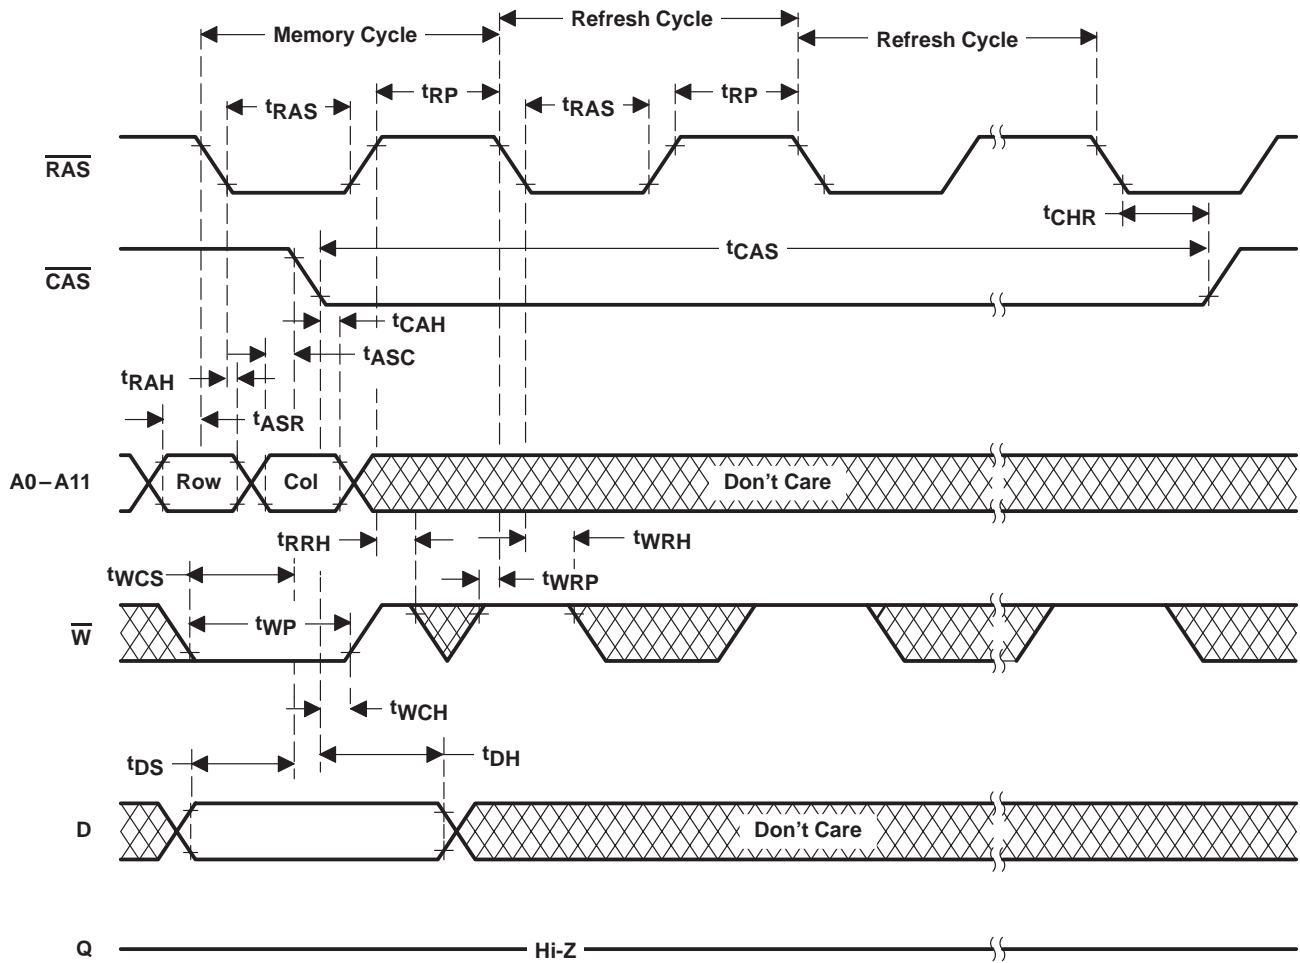 Refresh Cycle
Memory Cycle
Refresh Cycle
tRAS
tRP
tRAS
tRP
RAS
tCHR
tCAS
CAS
tCAH
tASC
tRAH
tASR
A0–A11
Row
Col
Don't Care
tRRH
tWRH
tWCS
tWRP
W
tWP
tWCH
tDS
tDH
D
Don't Care
Q
Hi-Z